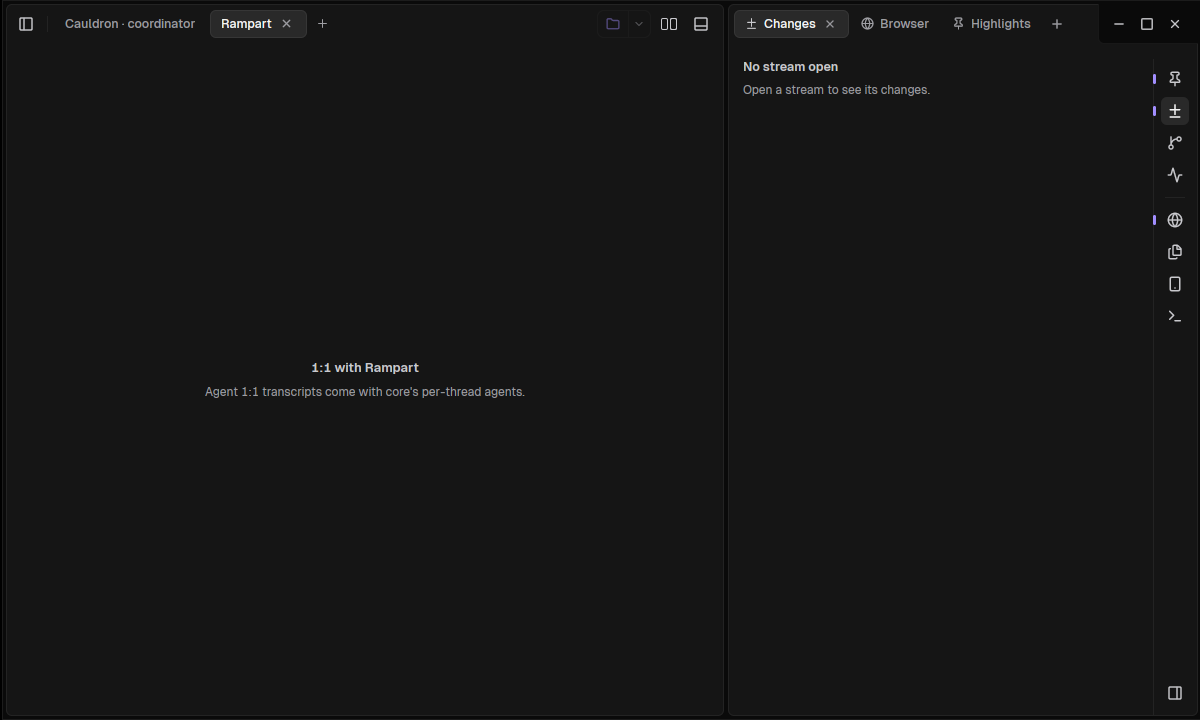 Cauldron · coordinator
Rampart
Changes
Browser
Highlights
No stream open
Open a stream to see its changes.
1:1 with Rampart
Agent 1:1 transcripts come with core's per-thread agents.